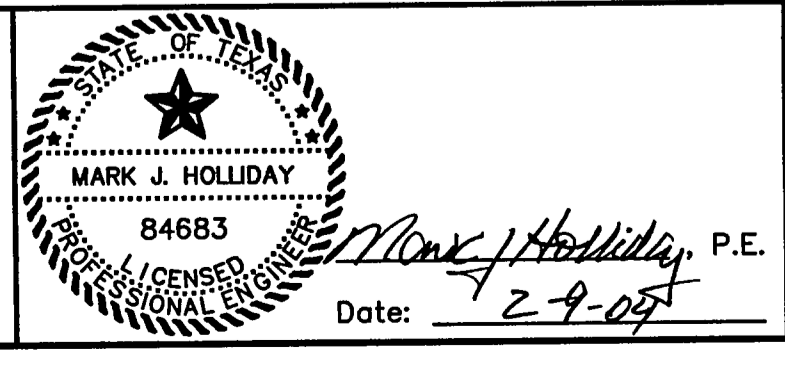 STATE OF TEXAS
MARK J. HOLLIDAY
84683
LICENSED
PROFESSIONAL ENGINEER
Mark J Holliday, P.E.
Date: 2-9-04